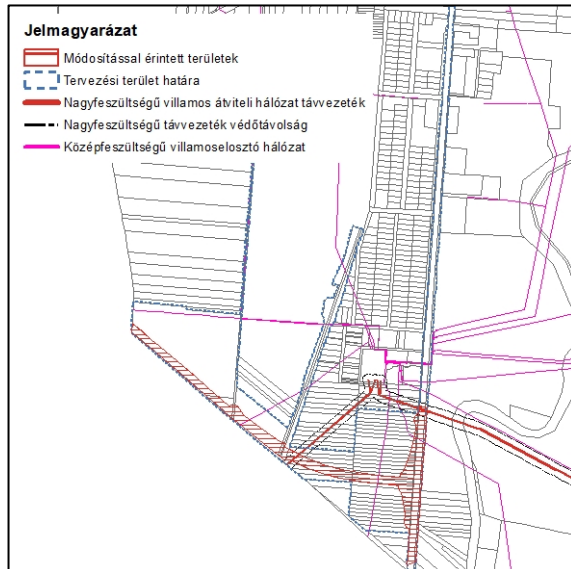 Jelmagyarázat
Módosítással érintett területek
Tervezési terület határa
Nagyfeszültségű villamos átviteli hálózat távvezeték
Nagyfeszültségű távvezeték védőtávolság
Középfeszültségű villamoselosztó hálózat